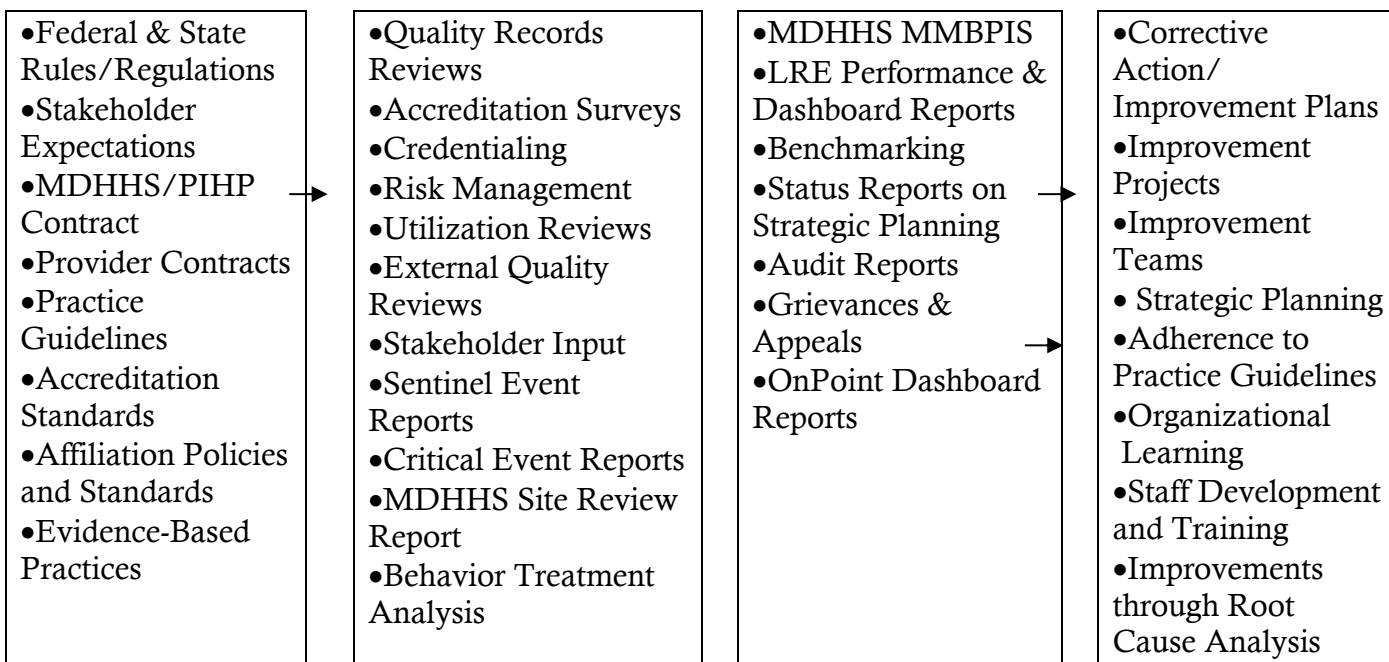 •Federal & State
Rules/Regulations
•Stakeholder
Expectations
•MDHHS/PIHP
Contract
•Provider Contracts
•Practice
Guidelines
•Accreditation
Standards
•Affiliation Policies
and Standards
•Evidence-Based
Practices
•Quality Records
Reviews
•Accreditation Surveys
•Credentialing
•Risk Management
•Utilization Reviews
•External Quality
Reviews
•Stakeholder Input
•Sentinel Event
Reports
•Critical Event Reports
•MDHHS Site Review
Report
•Behavior Treatment
Analysis
•MDHHS MMBPIS
•LRE Performance &
Dashboard Reports
•Benchmarking
•Status Reports on
Strategic Planning
•Audit Reports
•Grievances &
Appeals
•OnPoint Dashboard
Reports
•Corrective
Action/
Improvement Plans
•Improvement
Projects
•Improvement
Teams
• Strategic Planning
•Adherence to
Practice Guidelines
•Organizational
Learning
•Staff Development
and Training
•Improvements
through Root
Cause Analysis